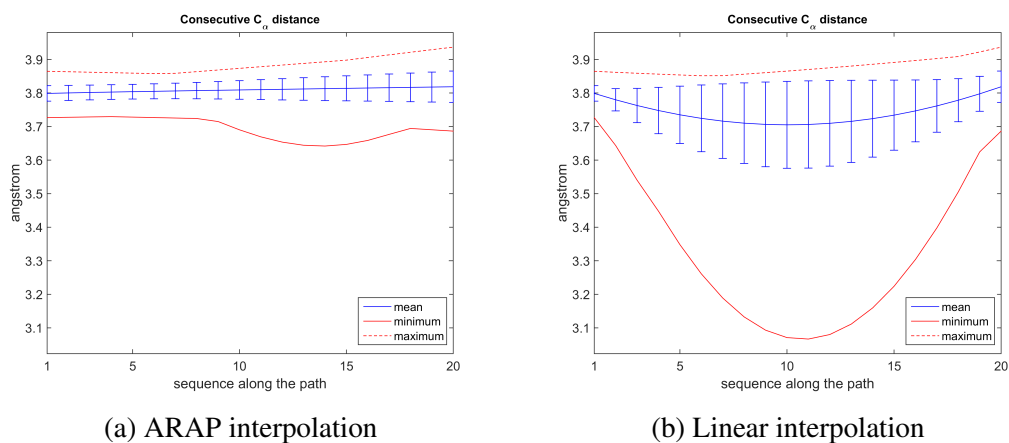 Consecutive Cα distance
angstrom
3.9
3.8
3.7
3.6
3.5
3.4
3.3
3.2
3.1
mean
minimum
maximum
1 5 10 15 20
sequence along the path
(a) ARAP interpolation
Consecutive Cα distance
angstrom
3.9
3.8
3.7
3.6
3.5
3.4
3.3
3.2
3.1
mean
minimum
maximum
1 5 10 15 20
sequence along the path
(b) Linear interpolation